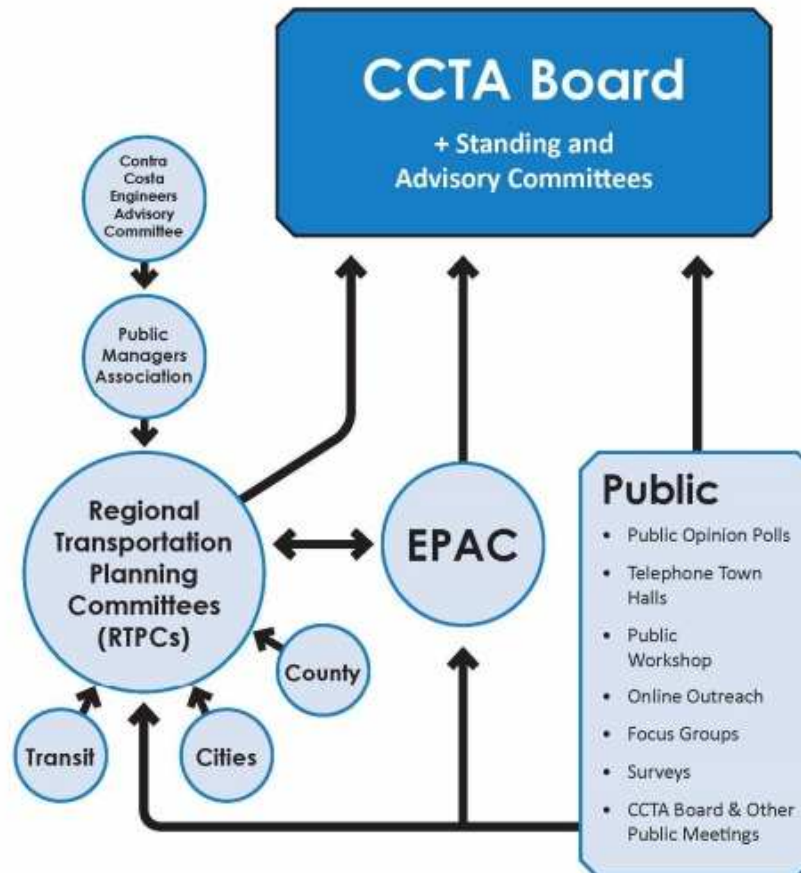 CCTA Board
+ Standing and
Advisory Committees
Contra
Costa
Engineers
Advisory
Committee
Public
Managers
Association
Regional
Transportation
Planning
Committees
(RTPCs)
EPAC
County
Transit
Cities
Public
• Public Opinion Polls
• Telephone Town
Halls
• Public
Workshop
• Online Outreach
• Focus Groups
• Surveys
• CCTA Board & Other
Public Meetings